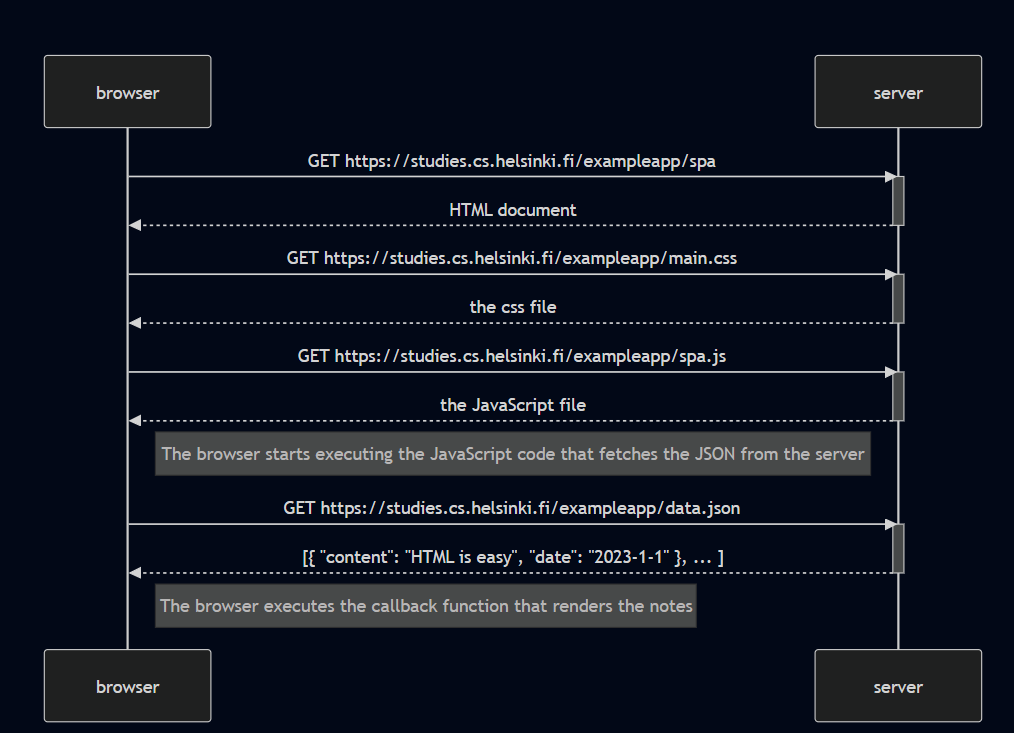 browser
server
GET https://studies.cs.helsinki.fi/exampleapp/spa
HTML document
GET https://studies.cs.helsinki.fi/exampleapp/main.css
the css file
GET https://studies.cs.helsinki.fi/exampleapp/spa.js
the JavaScript file
The browser starts executing the JavaScript code that fetches the JSON from the server
GET https://studies.cs.helsinki.fi/exampleapp/data.json
[{ "content": "HTML is easy", "date": "2023-1-1" }, ... ]
The browser executes the callback function that renders the notes
browser
server